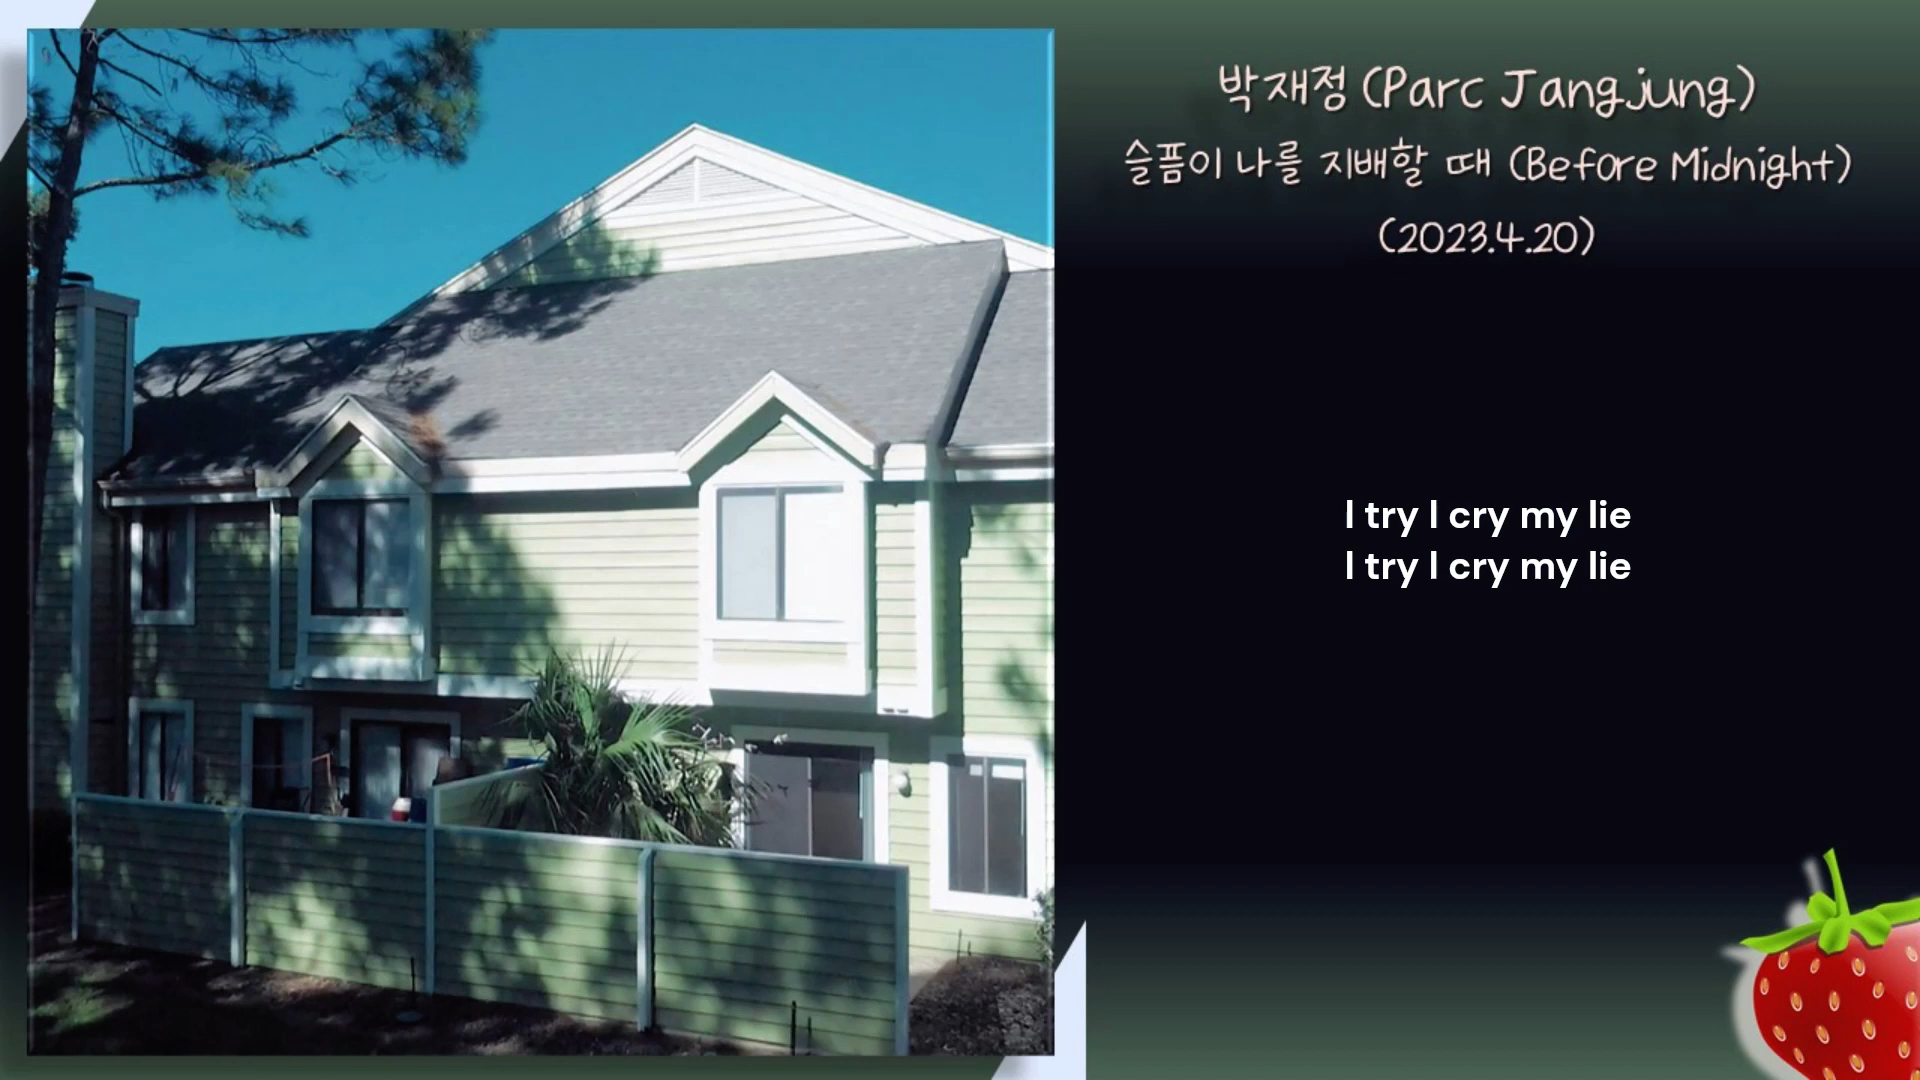 박재정 (Parc Jangjung)
슬픔이 나를 지배할 때 (Before Midnight)
(2023.4.20)
I try I cry my lie
I try I cry my lie